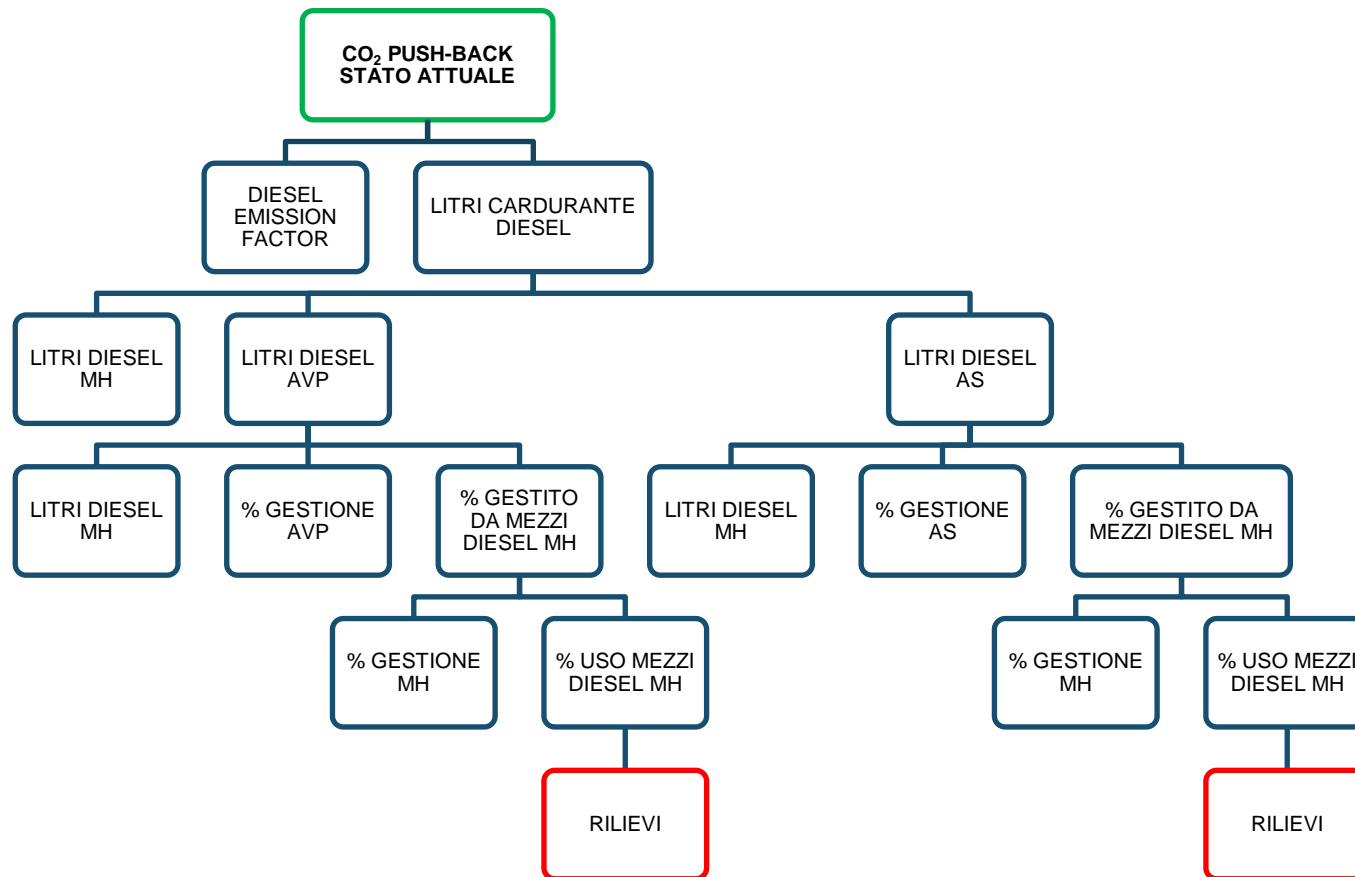 CO₂ PUSH-BACK
STATO ATTUALE
DIESEL
EMISSION
FACTOR
LITRI CARDURANTE
DIESEL
LITRI DIESEL
MH
LITRI DIESEL
AVP
LITRI DIESEL
AS
LITRI DIESEL
MH
% GESTIONE
AVP
% GESTITO
DA MEZZI
DIESEL MH
LITRI DIESEL
MH
% GESTIONE
AS
% GESTITO DA
MEZZI DIESEL MH
% GESTIONE
MH
% USO MEZZI
DIESEL MH
% GESTIONE
MH
% USO MEZZI
DIESEL MH
RILIEVI
RILIEVI